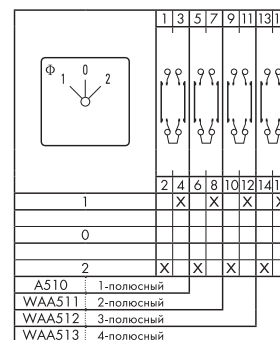 1 3 5 7 9 11 13
Ф 1 0 2
2 4 6 8 10 12 14
1 X X X
0
2 X X X X
A510 1-полюсный
WAA511 2-полюсный
WAA512 3-полюсный
WAA513 4-полюсный